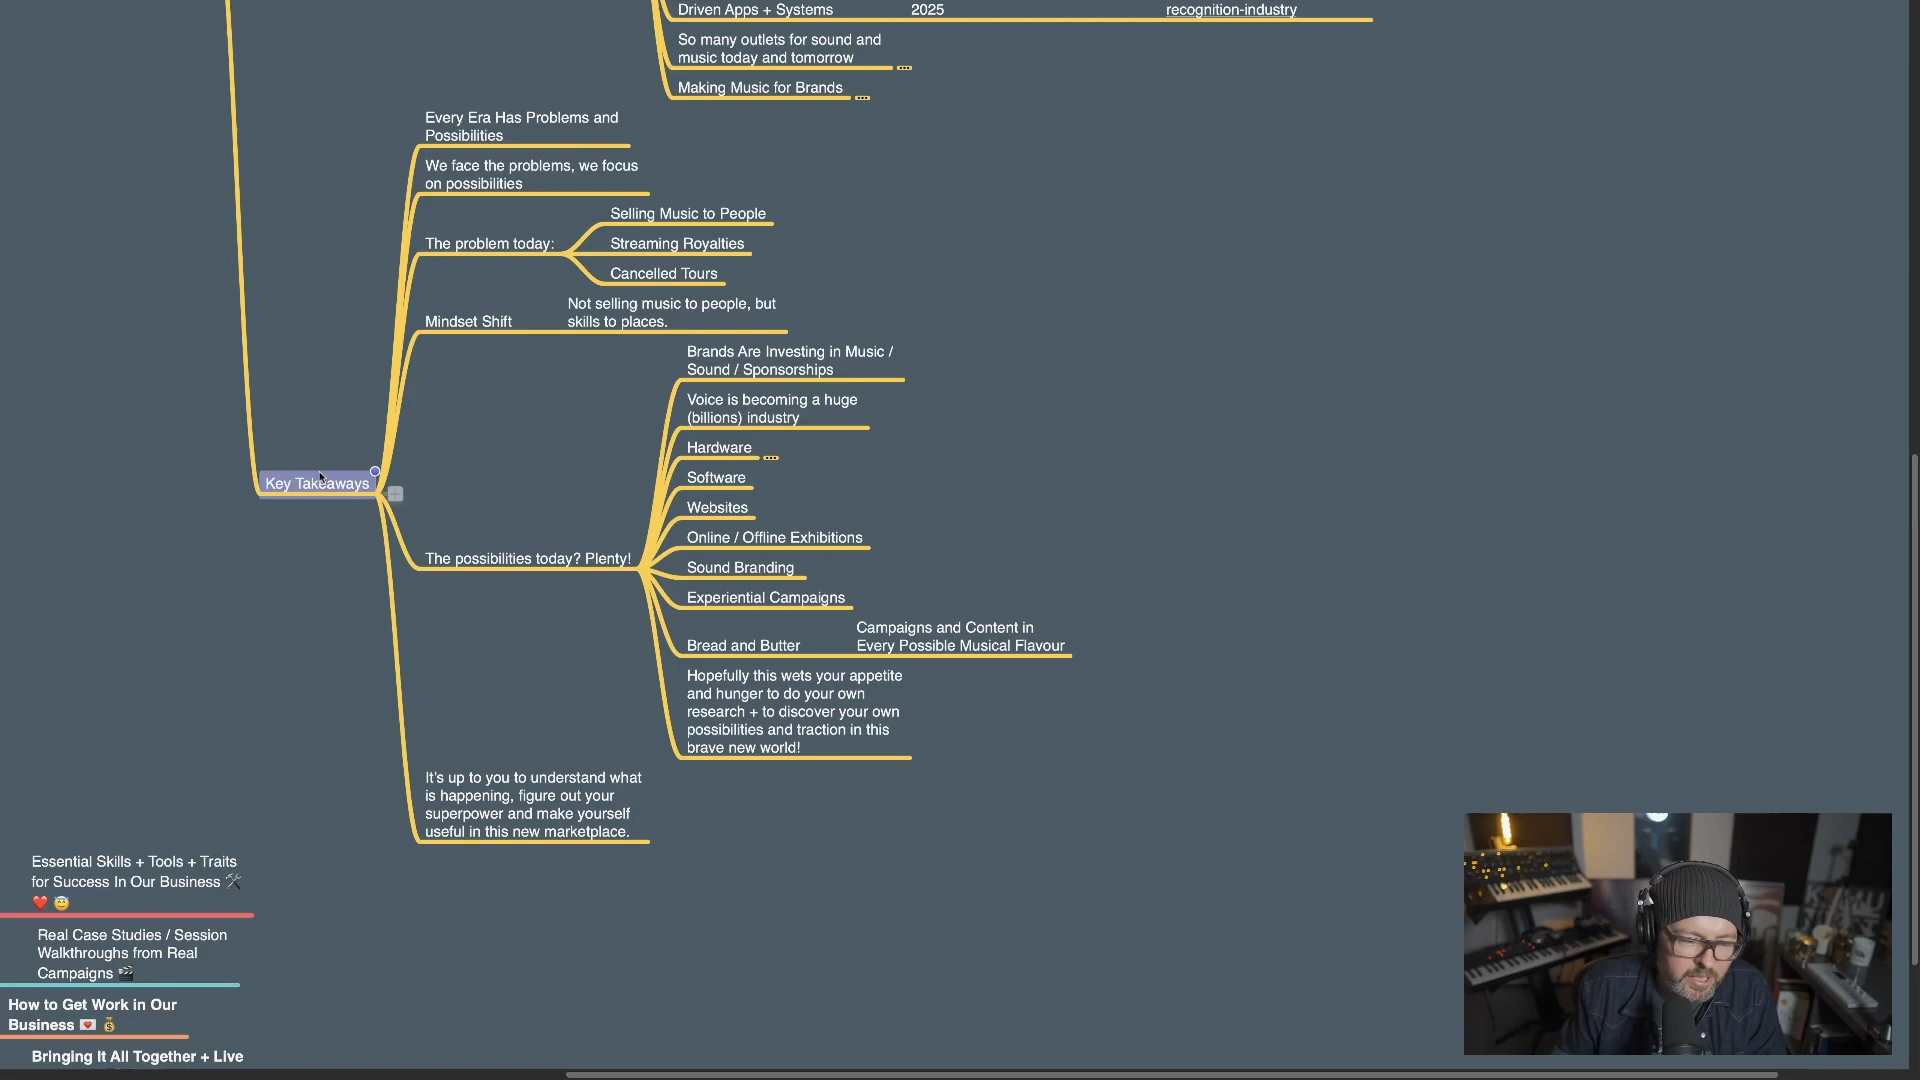 Driven Apps + Systems
2025
recognition-industry
So many outlets for sound and
music today and tomorrow
Making Music for Brands
Every Era Has Problems and
Possibilities
We face the problems, we focus
on possibilities
The problem today:
Selling Music to People
Streaming Royalties
Cancelled Tours
Mindset Shift
Not selling music to people, but
skills to places.
Key Takeaways
The possibilities today? Plenty!
Brands Are Investing in Music /
Sound / Sponsorships
Voice is becoming a huge
(billions) industry
Hardware
Software
Websites
Online / Offline Exhibitions
Sound Branding
Experiential Campaigns
Bread and Butter
Campaigns and Content in
Every Possible Musical Flavour
Hopefully this wets your appetite
and hunger to do your own
research + to discover your own
possibilities and traction in this
brave new world!
It's up to you to understand what
is happening, figure out your
superpower and make yourself
useful in this new marketplace.
Essential Skills + Tools + Traits
for Success In Our Business 🛠️
❤️ 😇
Real Case Studies / Session
Walkthroughs from Real
Campaigns 🎬
How to Get Work in Our
Business 💌 💰
Bringing It All Together + Live